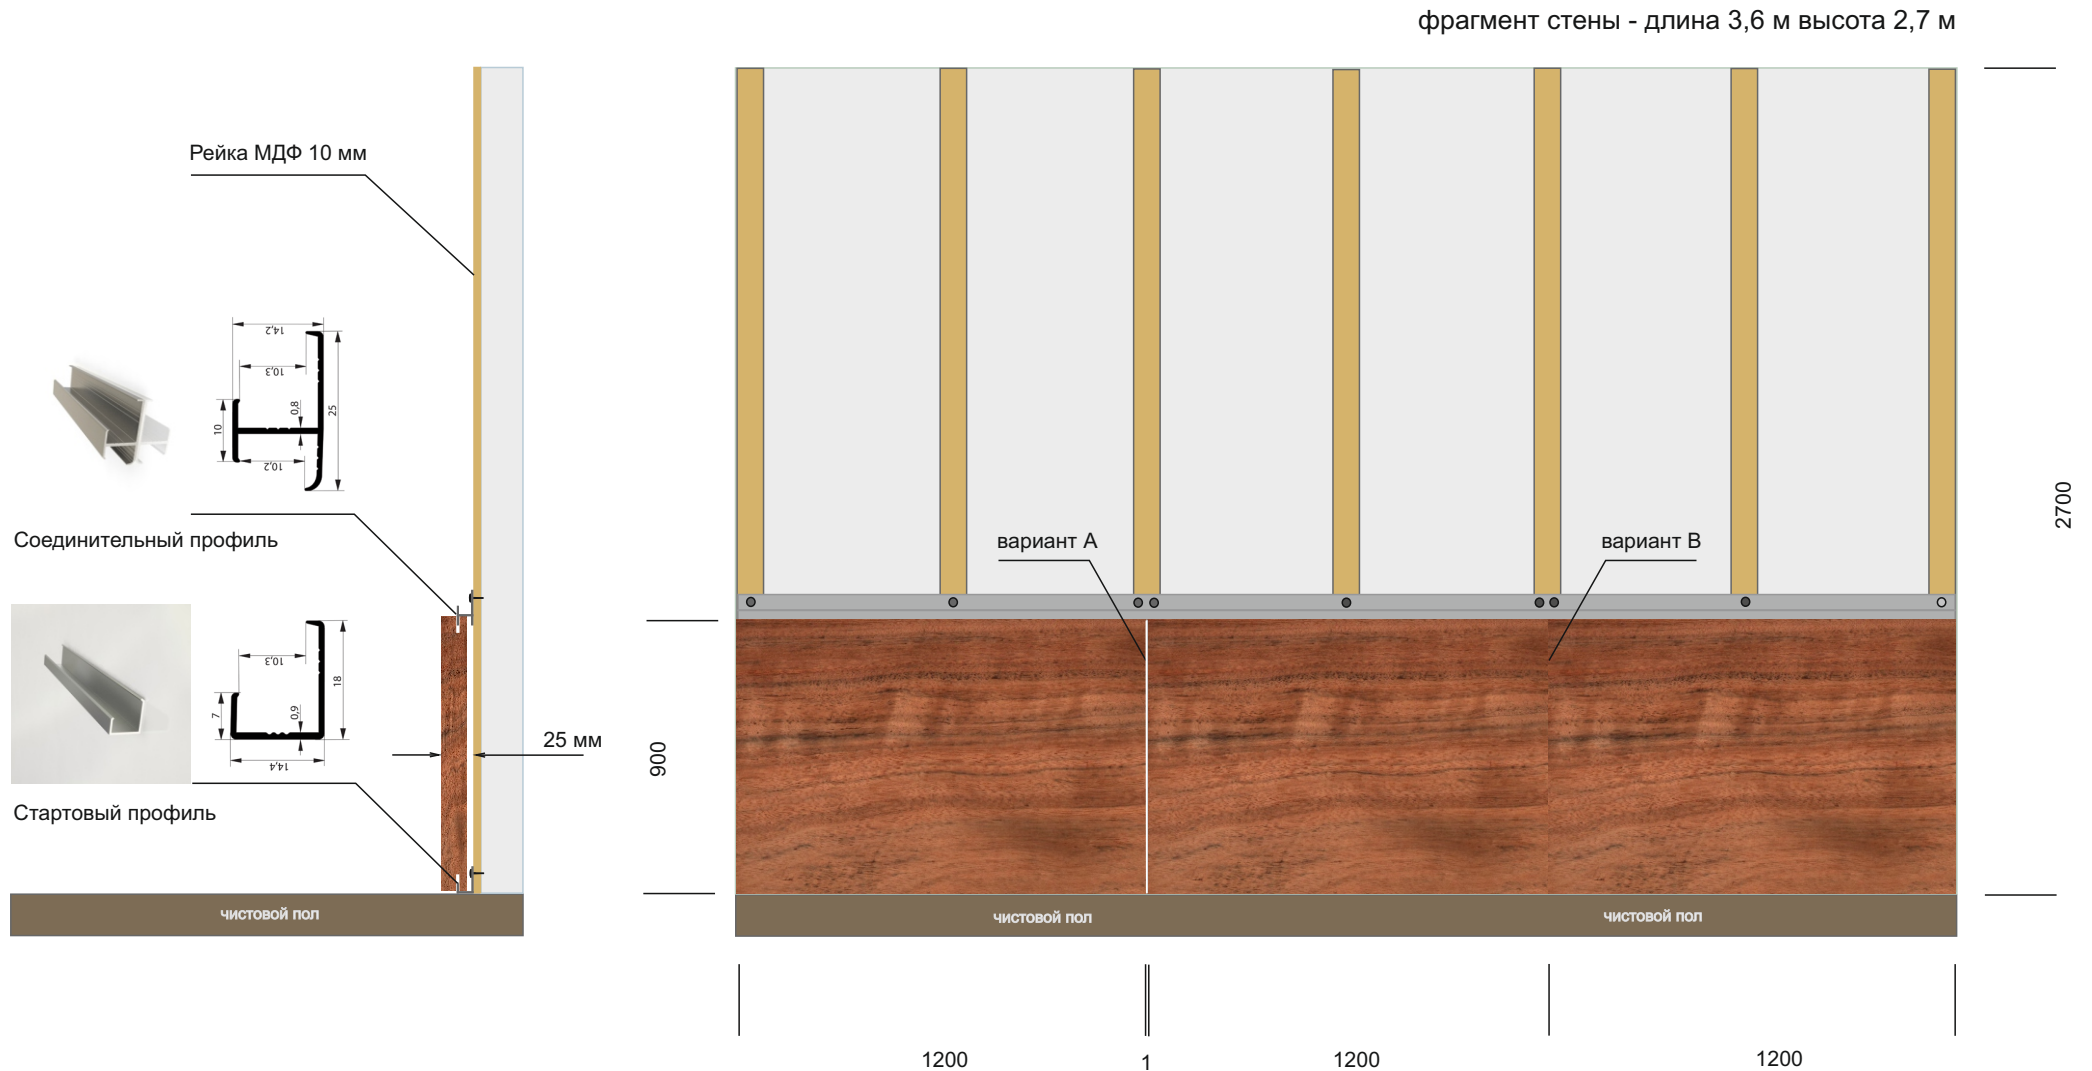 фрагмент стены - длина 3,6 м высота 2,7 м
Рейка МДФ 10 мм
14,2
10,3
0,8
25
10
10,2
Соединительный профиль
10,3
18
7
0,9
14,4
Стартовый профиль
25 мм
чистовой пол
900
вариант А
вариант В
2700
чистовой пол
чистовой пол
1200
1
1200
1200